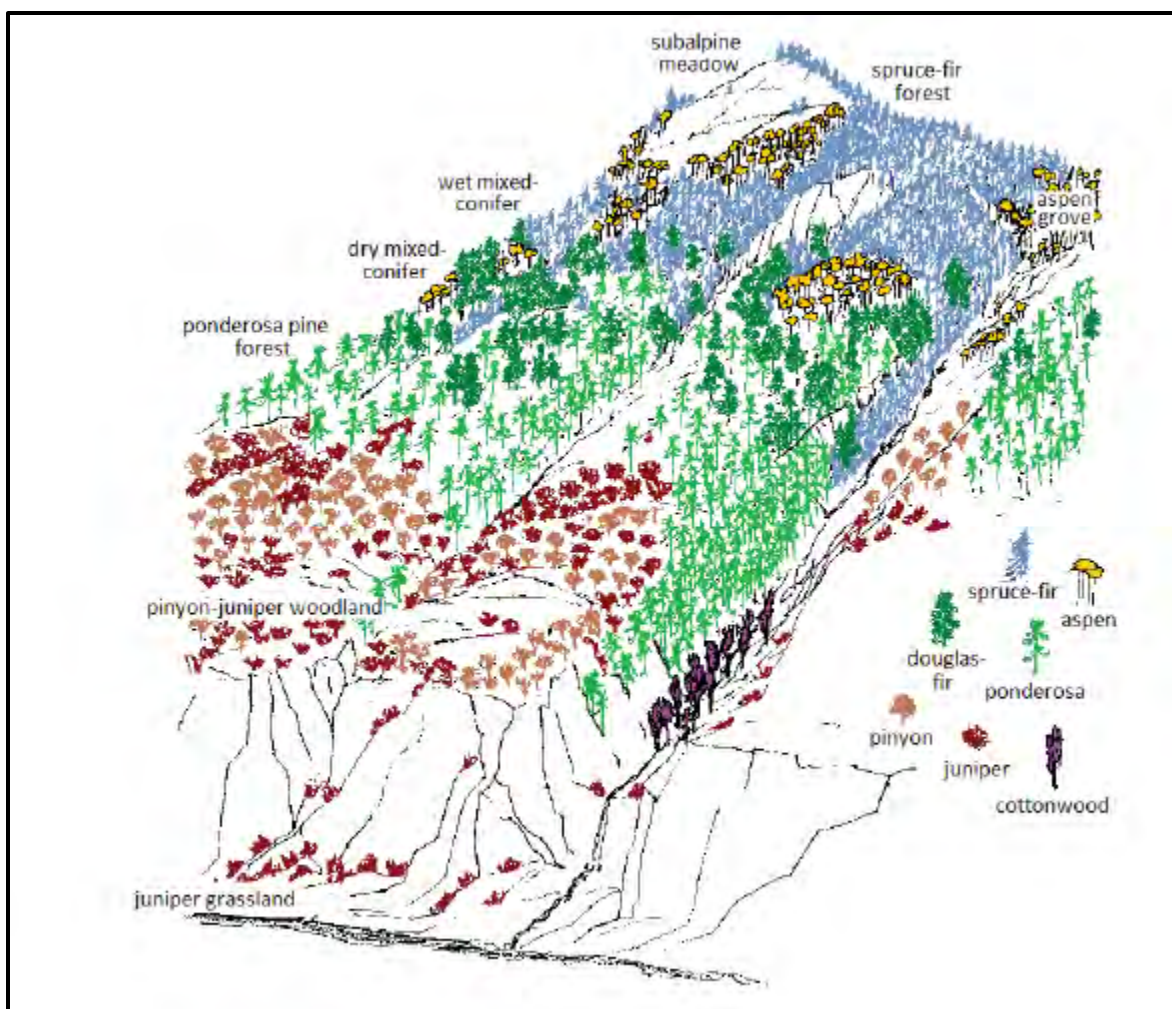 subalpine
meadow
spruce-fir
forest
wet mixed-
conifer
aspen
grove
dry mixed-
conifer
ponderosa pine
forest
pinyon-juniper woodland
spruce-fir
aspen
douglas-
fir
ponderosa
pinyon
juniper
cottonwood
juniper grassland